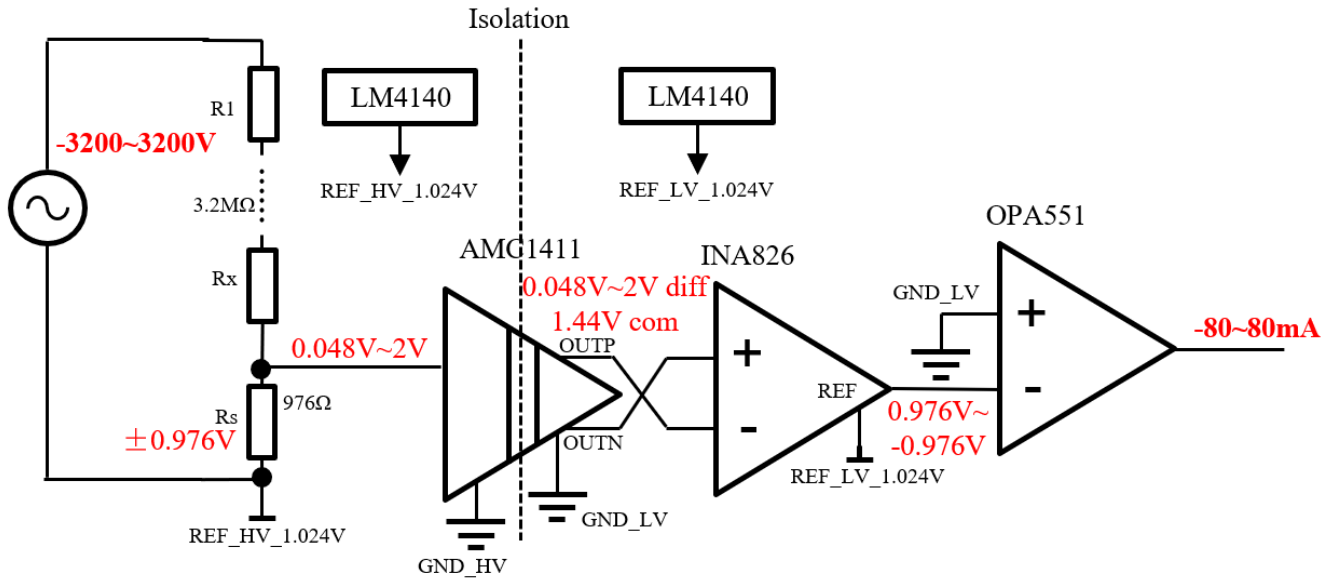 Isolation
LM4140
LM4140
R1
-3200~3200V
REF_HV_1.024V
REF_LV_1.024V
3.2MΩ
OPA551
AMC1411
INA826
Rx
0.048V~2V diff
GND_LV
+
1.44V com
-80~80mA
0.048V~2V
OUTP
+
-
976Ω
REF
Rs
0.976V~
±0.976V
-
OUTN
-0.976V
REF_LV_1.024V
GND_LV
REF_HV_1.024V
GND_HV